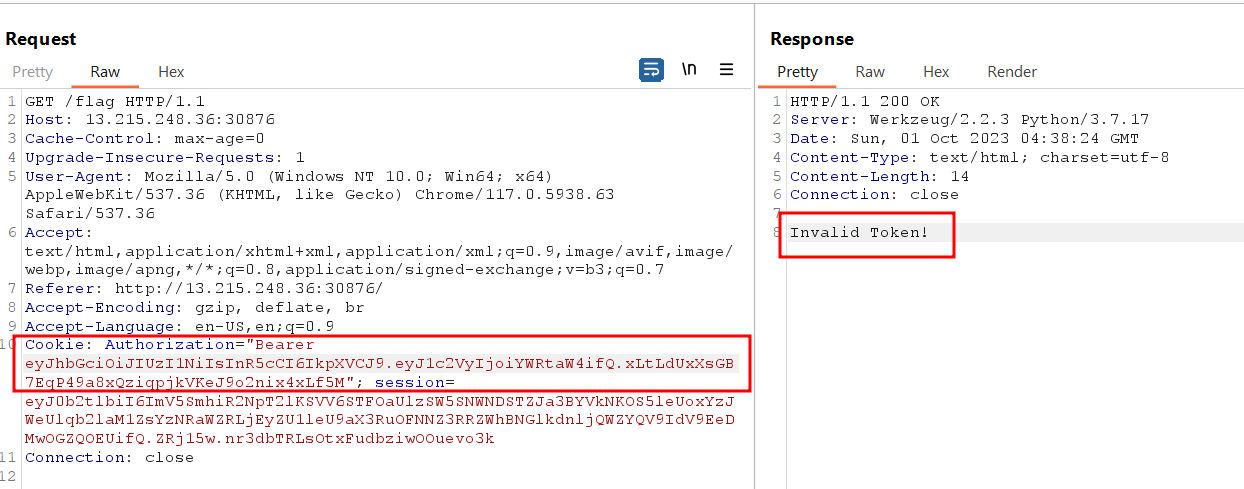 Request
Pretty Raw Hex
\n
1 GET /flag HTTP/1.1
2 Host: 13.215.248.36:30876
3 Cache-Control: max-age=0
4 Upgrade-Insecure-Requests: 1
5 User-Agent: Mozilla/5.0 (Windows NT 10.0; Win64; x64)
AppleWebKit/537.36 (KHTML, like Gecko) Chrome/117.0.5938.63
Safari/537.36
6 Accept:
text/html,application/xhtml+xml,application/xml;q=0.9,image/avif,image/
webp,image/apng,*/*;q=0.8,application/signed-exchange;v=b3;q=0.7
7 Referer: http://13.215.248.36:30876/
8 Accept-Encoding: gzip, deflate, br
9 Accept-Language: en-US,en;q=0.9
10 Cookie: Authorization="Bearer
eyJhbGciOiJIUzI1NiIsInR5cCI6IkpXVCJ9.eyJ1c2VyIjoiYWRtaW4ifQ.xLtLdUxXsGB
7EqP49a8xQziqpjkVKeJ9o2nix4xLf5M"; session=
eyJ0b2tlbiI6ImV5SmhiR2NpT2lKSVV6STFOaUlzSW5SNWNDSTZJa3BYVkNKOS5leUoxYzJ
WeUlqb2laM1ZsYzNRaWZRLjEyZU1leU9aX3RuOFNNZ3RRZWhBNGlkdnljQWZYQV9IdV9EeD
MwOGZQOEUifQ.ZRj15w.nr3dbTRLsOtxFudbziwOOuevo3k
11 Connection: close
12
Response
Pretty Raw Hex Render
1 HTTP/1.1 200 OK
2 Server: Werkzeug/2.2.3 Python/3.7.17
3 Date: Sun, 01 Oct 2023 04:38:24 GMT
4 Content-Type: text/html; charset=utf-8
5 Content-Length: 14
6 Connection: close
7
8 Invalid Token!